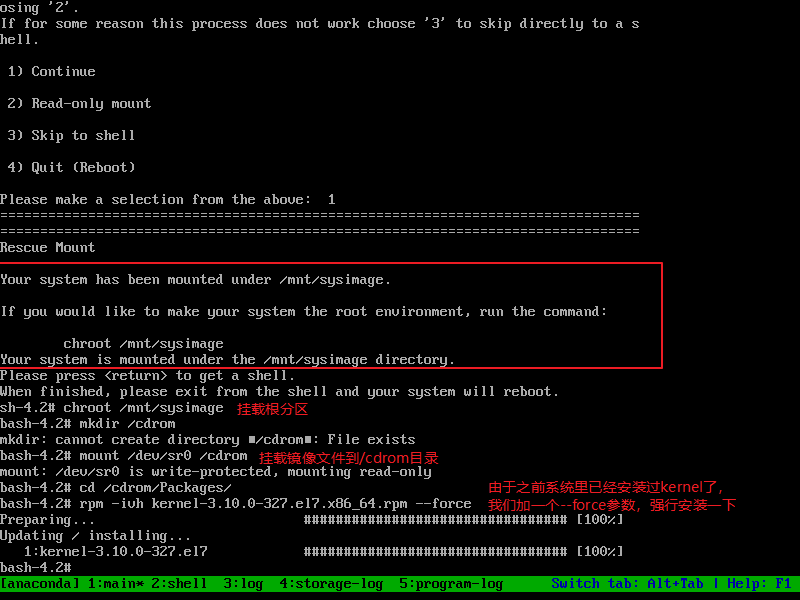 osing '2'.
If for some reason this process does not work choose '3' to skip directly to a s
hell.
1) Continue
2) Read-only mount
3) Skip to shell
4) Quit (Reboot)
Please make a selection from the above:  1
================================================================================
================================================================================
Rescue Mount
Your system has been mounted under /mnt/sysimage.
If you would like to make your system the root environment, run the command:
chroot /mnt/sysimage
Your system is mounted under the /mnt/sysimage directory.
Please press <return> to get a shell.
When finished, please exit from the shell and your system will reboot.
sh-4.2# chroot /mnt/sysimage 挂载根分区
bash-4.2# mkdir /cdrom
mkdir: cannot create directory ■/cdrom■: File exists
bash-4.2# mount /dev/sr0 /cdrom 挂载镜像文件到/cdrom目录
mount: /dev/sr0 is write-protected, mounting read-only
bash-4.2# cd /cdrom/Packages/ 由于之前系统里已经安装过kernel了，
bash-4.2# rpm -ivh kernel-3.10.0-327.el7.x86_64.rpm --force 我们加一个--force参数，强行安装一下
Preparing... ################################# [100%]
Updating / installing...
1:kernel-3.10.0-327.el7 ################################# [100%]
bash-4.2#
[anaconda] 1:main* 2:shell  3:log  4:storage-log  5:program-log Switch tab: Alt+Tab | Help: F1